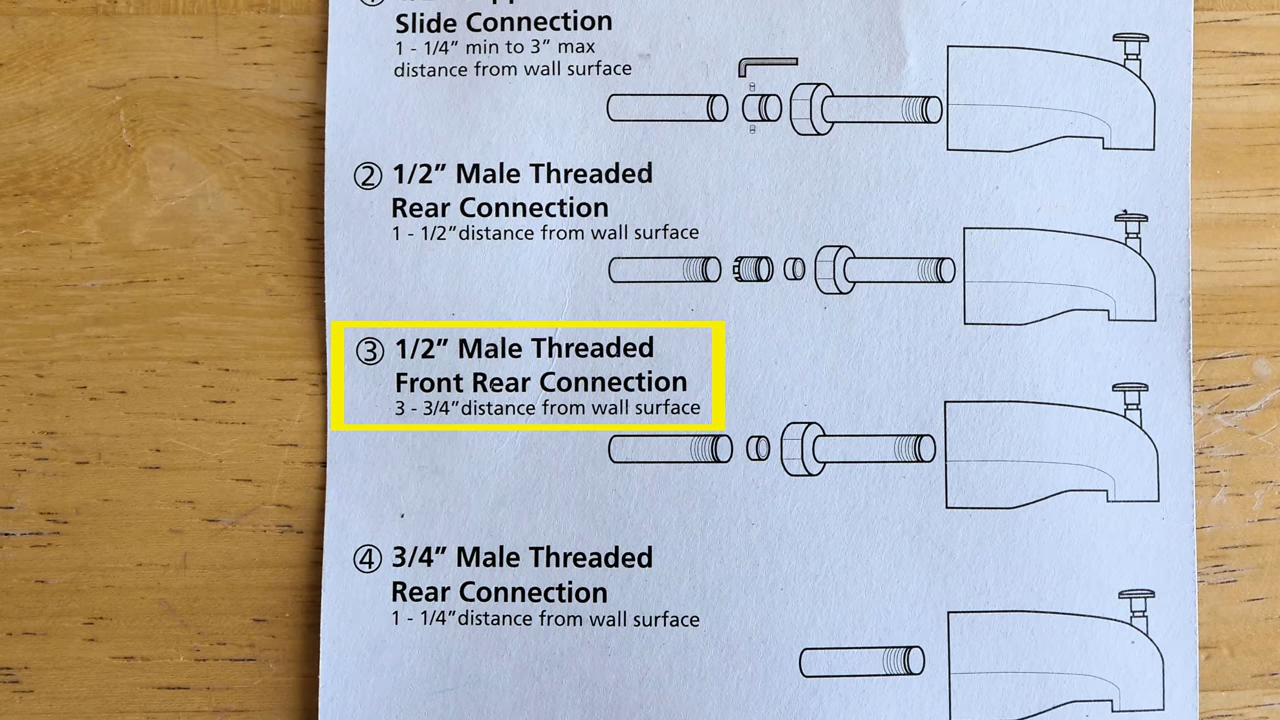 Slide Connection
1 - 1/4” min to 3” max
distance from wall surface
② 1/2” Male Threaded
Rear Connection
1 - 1/2”distance from wall surface
③ 1/2” Male Threaded
Front Rear Connection
3 - 3/4”distance from wall surface
④ 3/4” Male Threaded
Rear Connection
1 - 1/4”distance from wall surface